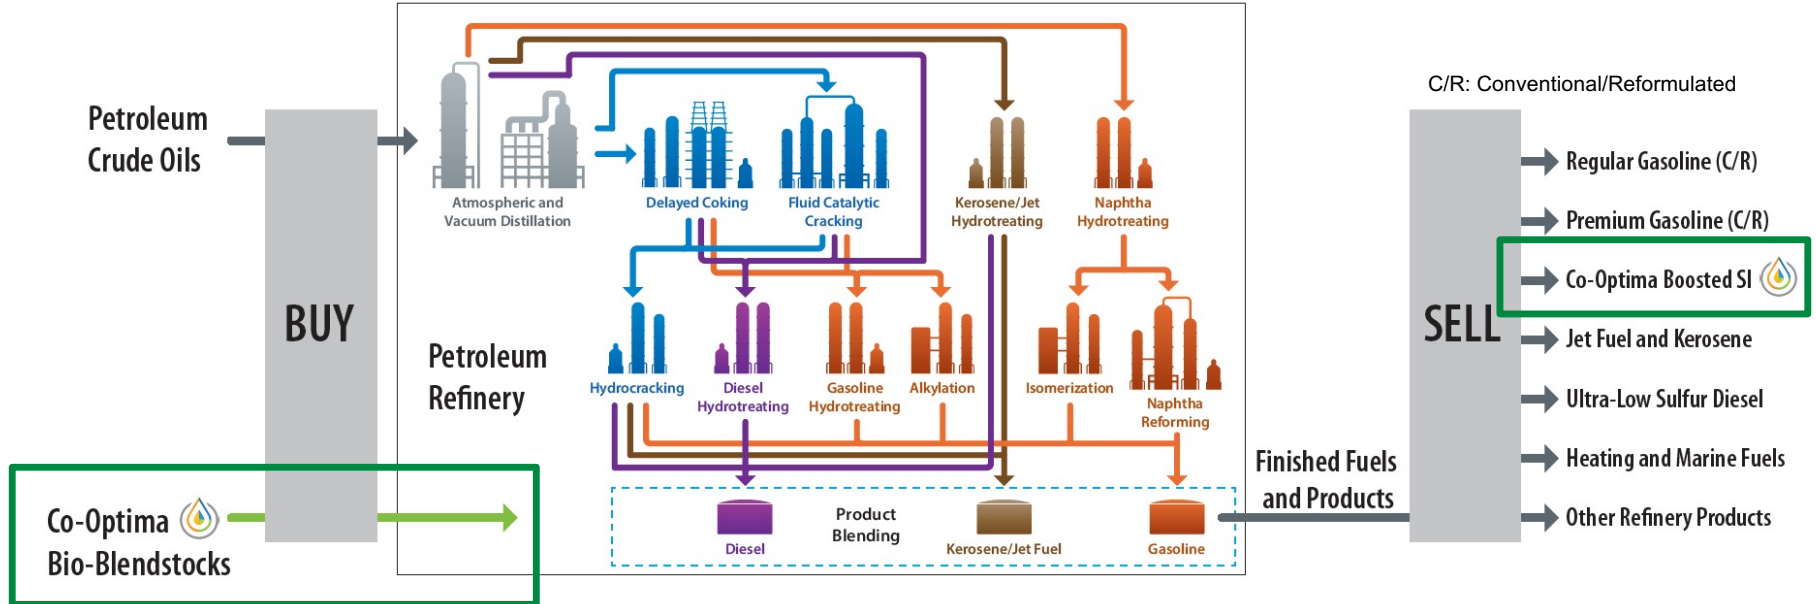 C/R: Conventional/Reformulated
Petroleum
Crude Oils
BUY
Co-Optima
Bio-Blendstocks
Atmospheric and
Vacuum Distillation
Delayed Coking
Fluid Catalytic
Cracking
Kerosene/Jet
Hydrotreating
Naphtha
Hydrotreating
Petroleum
Refinery
Hydrocracking
Diesel
Hydrotreating
Gasoline
Hydrotreating
Alkylation
Isomerization
Naphtha
Reforming
Diesel
Product
Blending
Kerosene/Jet Fuel
Gasoline
Finished Fuels
and Products
SELL
Regular Gasoline (C/R)
Premium Gasoline (C/R)
Co-Optima Boosted SI
Jet Fuel and Kerosene
Ultra-Low Sulfur Diesel
Heating and Marine Fuels
Other Refinery Products